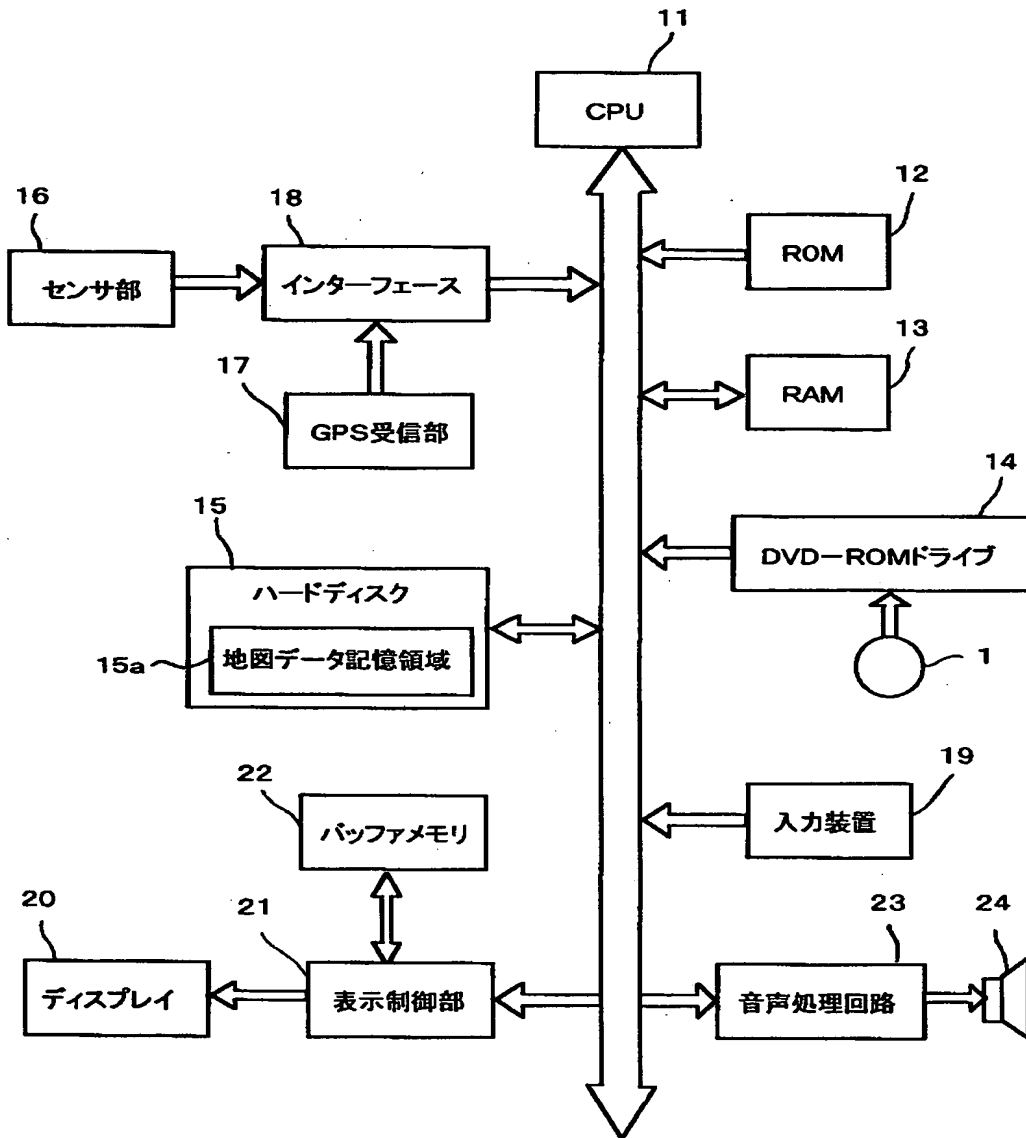 11
CPU
12
ROM
16
センサ部
18
インターフェース
13
RAM
17
GPS受信部
14
DVD－ROMドライブ
1
15
ハードディスク
15a
地図データ記憶領域
19
入力装置
22
バッファメモリ
20
ディスプレイ
21
表示制御部
23
音声処理回路
24